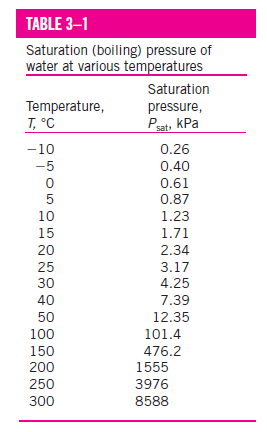 TABLE 3–1
Saturation (boiling) pressure of
water at various temperatures
Saturation
Temperature, pressure,
T, °C Psat, kPa
−10 0.26
−5 0.40
0 0.61
5 0.87
10 1.23
15 1.71
20 2.34
25 3.17
30 4.25
40 7.39
50 12.35
100 101.4
150 476.2
200 1555
250 3976
300 8588